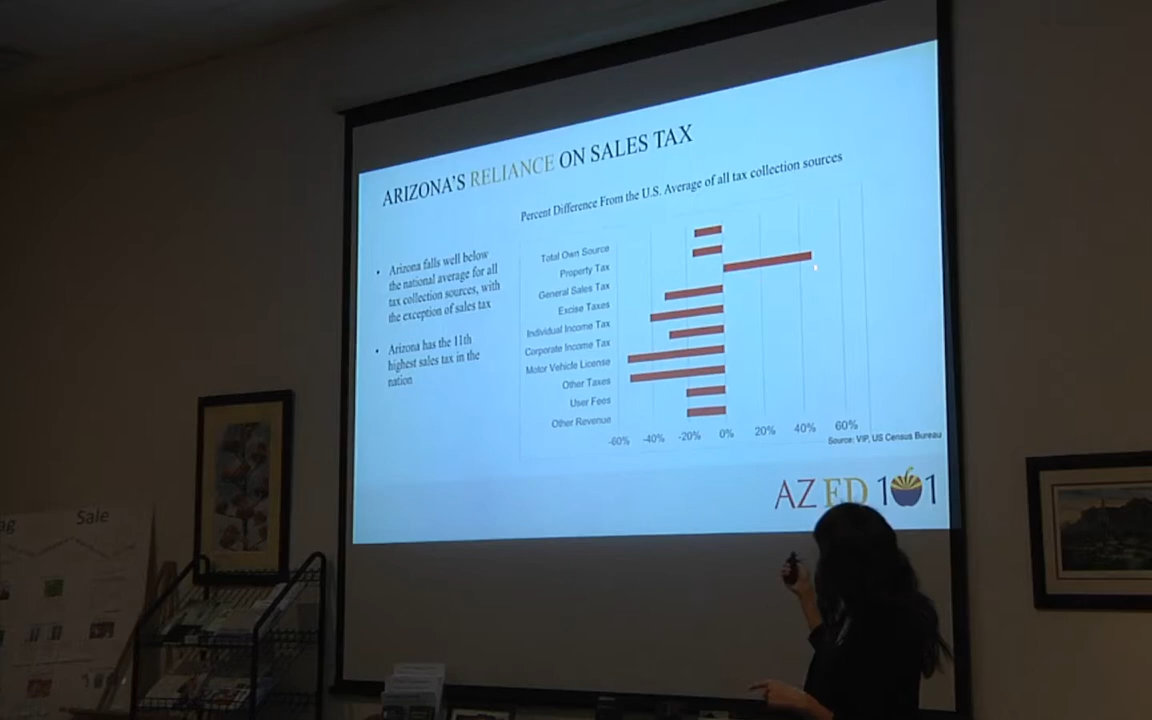 ARIZONA'S RELIANCE ON SALES TAX
Percent Difference From the U.S. Average of all tax collection sources
• Arizona falls well below
the national average for all
tax collection sources, with
the exception of sales tax
• Arizona has the 11th
highest sales tax in the
nation
Total Own Source
Property Tax
General Sales Tax
Excise Taxes
Individual Income Tax
Corporate Income Tax
Motor Vehicle License
Other Taxes
User Fees
Other Revenue
-60% -40% -20% 0% 20% 40% 60%
Source: VIP, US Census Bureau
AZ ED 101
ag Sale